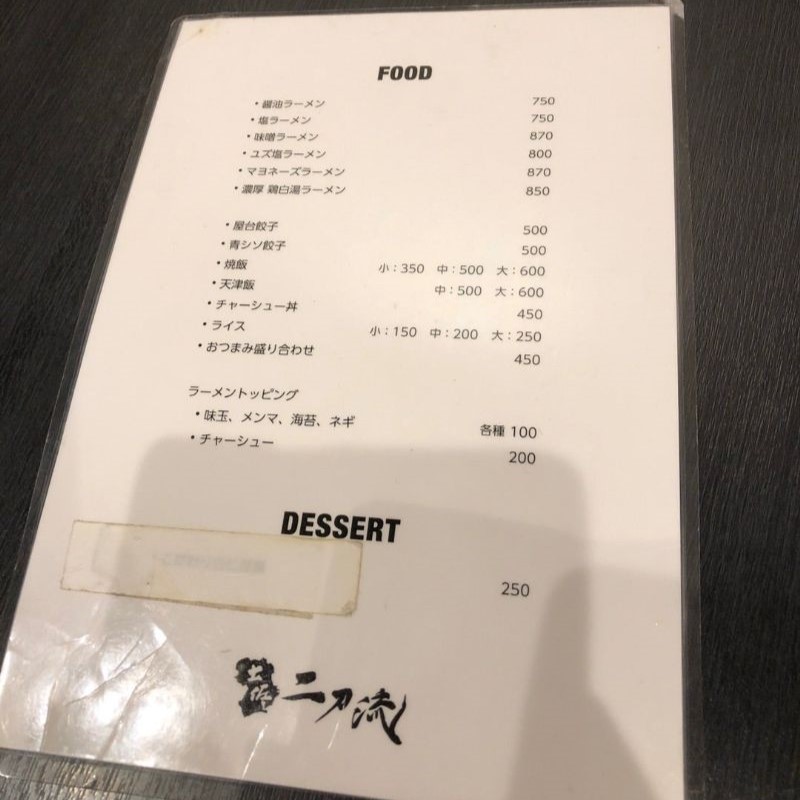 FOOD
・醤油ラーメン 750
・塩ラーメン 750
・味噌ラーメン 870
・ユズ塩ラーメン 800
・マヨネーズラーメン 870
・濃厚 鶏白湯ラーメン 850
・屋台餃子 500
・青シソ餃子 500
・焼飯 小：350 中：500 大：600
・天津飯 中：500 大：600
・チャーシュー丼 450
・ライス 小：150 中：200 大：250
・おつまみ盛り合わせ 450
ラーメントッピング
・味玉、メンマ、海苔、ネギ 各種 100
・チャーシュー 200
DESSERT
250
土佐 二刀流